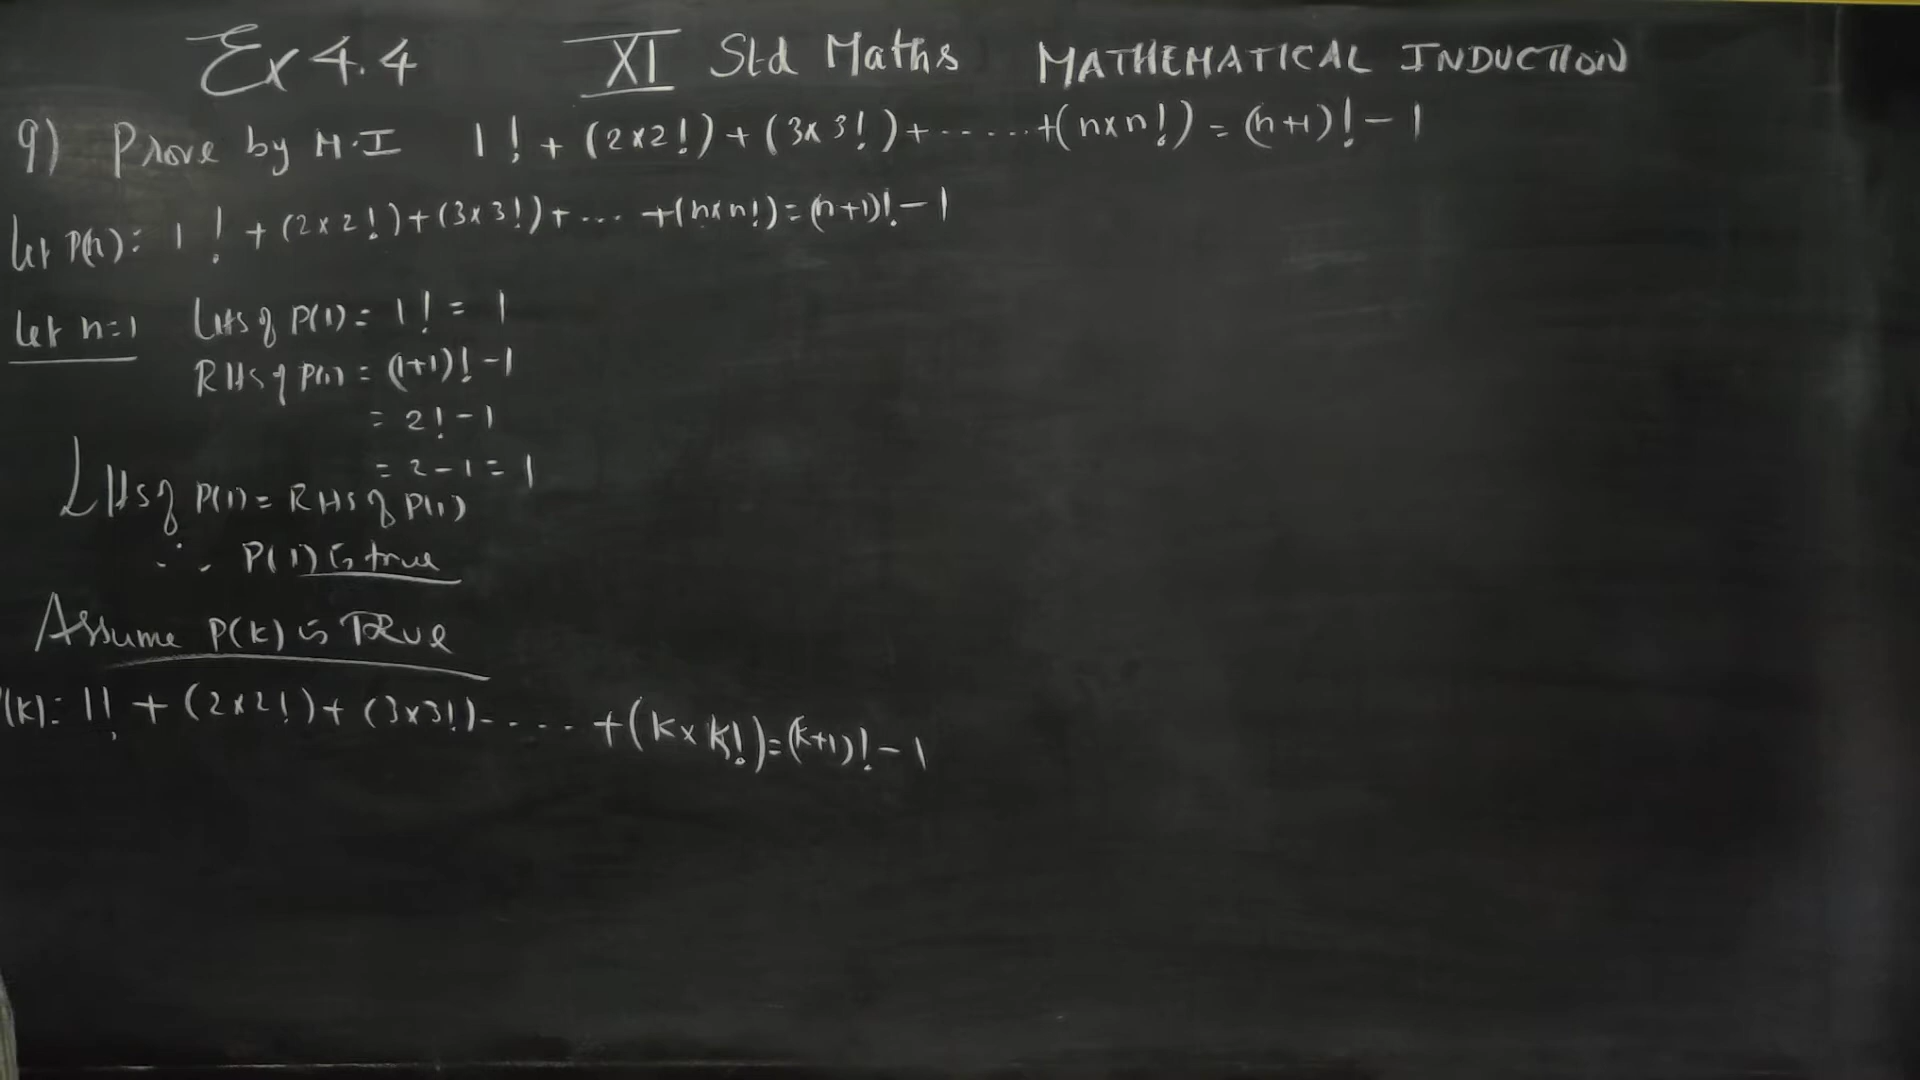 Ex 4.4 XI Std Maths MATHEMATICAL INDUCTION
9) Prove by M.I 1! + (2×2!) + (3×3!) + ..... +(n×n!) = (n+1)! - 1
Let P(n): 1! + (2×2!) + (3×3!) + ... +(n×n!) = (n+1)! - 1
Let n=1 LHS of P(1) = 1! = 1
RHS of P(1) = (1+1)! - 1
= 2! - 1
= 2 - 1 = 1
LHS of P(1) = RHS of P(1)
∴ P(1) is true
Assume P(k) is TRUE
(k): 1! + (2×2!) + (3×3!) ..... +(k×k!) = (k+1)! - 1